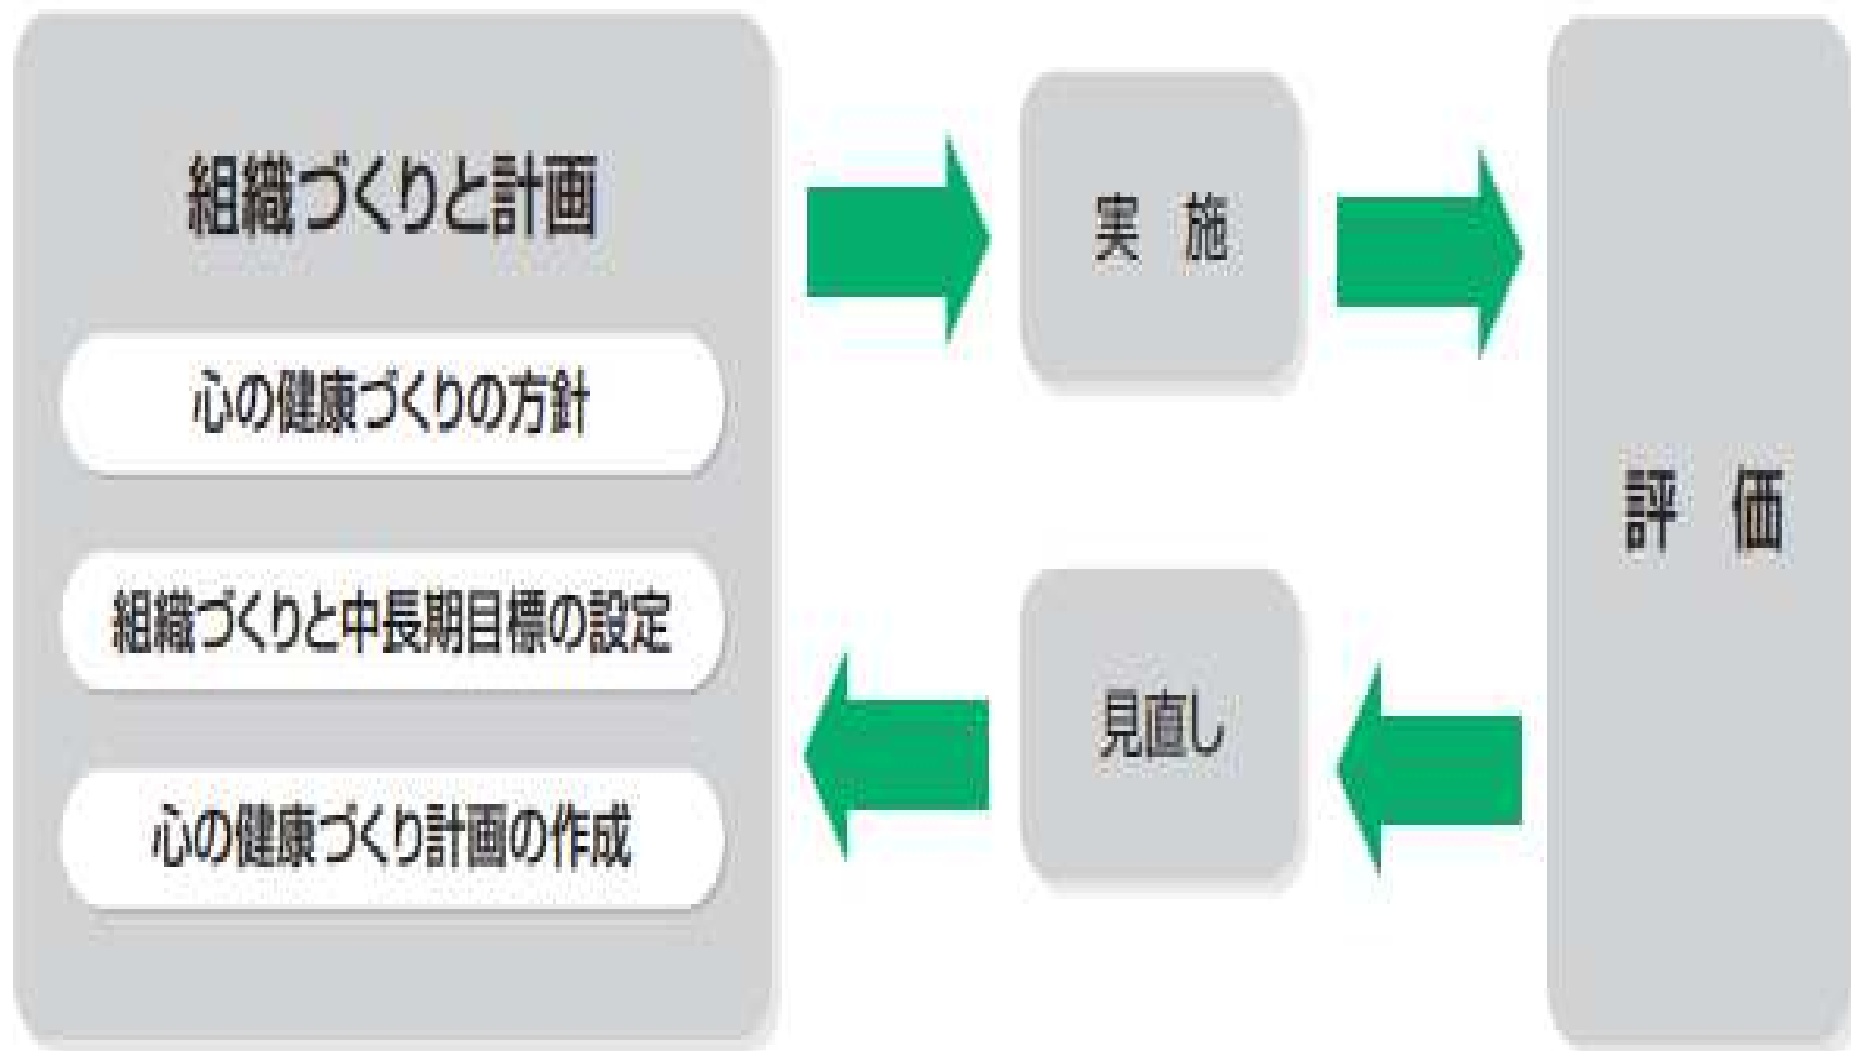 組織づくりと計画
心の健康づくりの方針
組織づくりと中長期目標の設定
心の健康づくり計画の作成
実　施
評　価
見直し